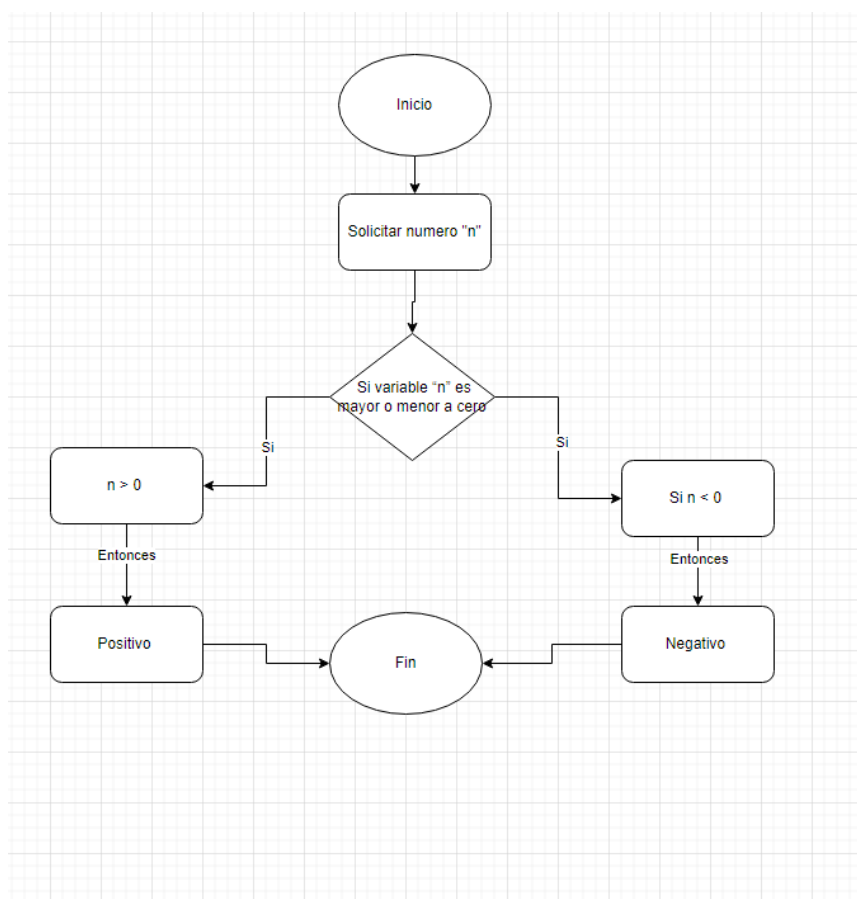 Inicio
Solicitar numero "n"
Si variable “n” es
mayor o menor a cero
Si
Si
n > 0
Si n < 0
Entonces
Entonces
Positivo
Fin
Negativo